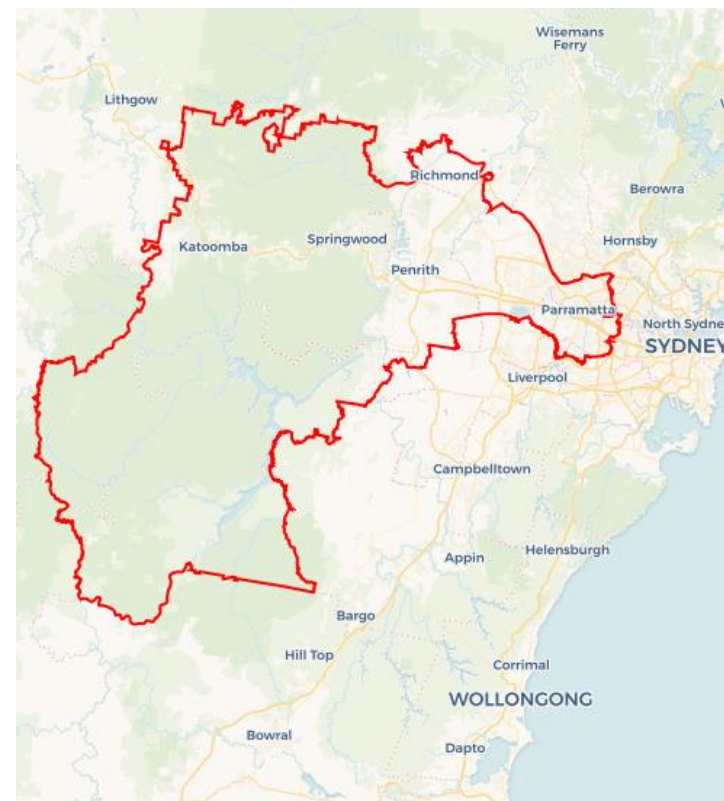 Wisemans
Ferry
Lithgow
Richmond
Berowra
Katoomba
Springwood
Hornsby
Penrith
Parramatta
North Sydne
SYDNEY
Liverpool
Campbelltown
Appin
Helensburgh
Bargo
Hill Top
Corrimal
WOLLONGONG
Bowral
Dapto